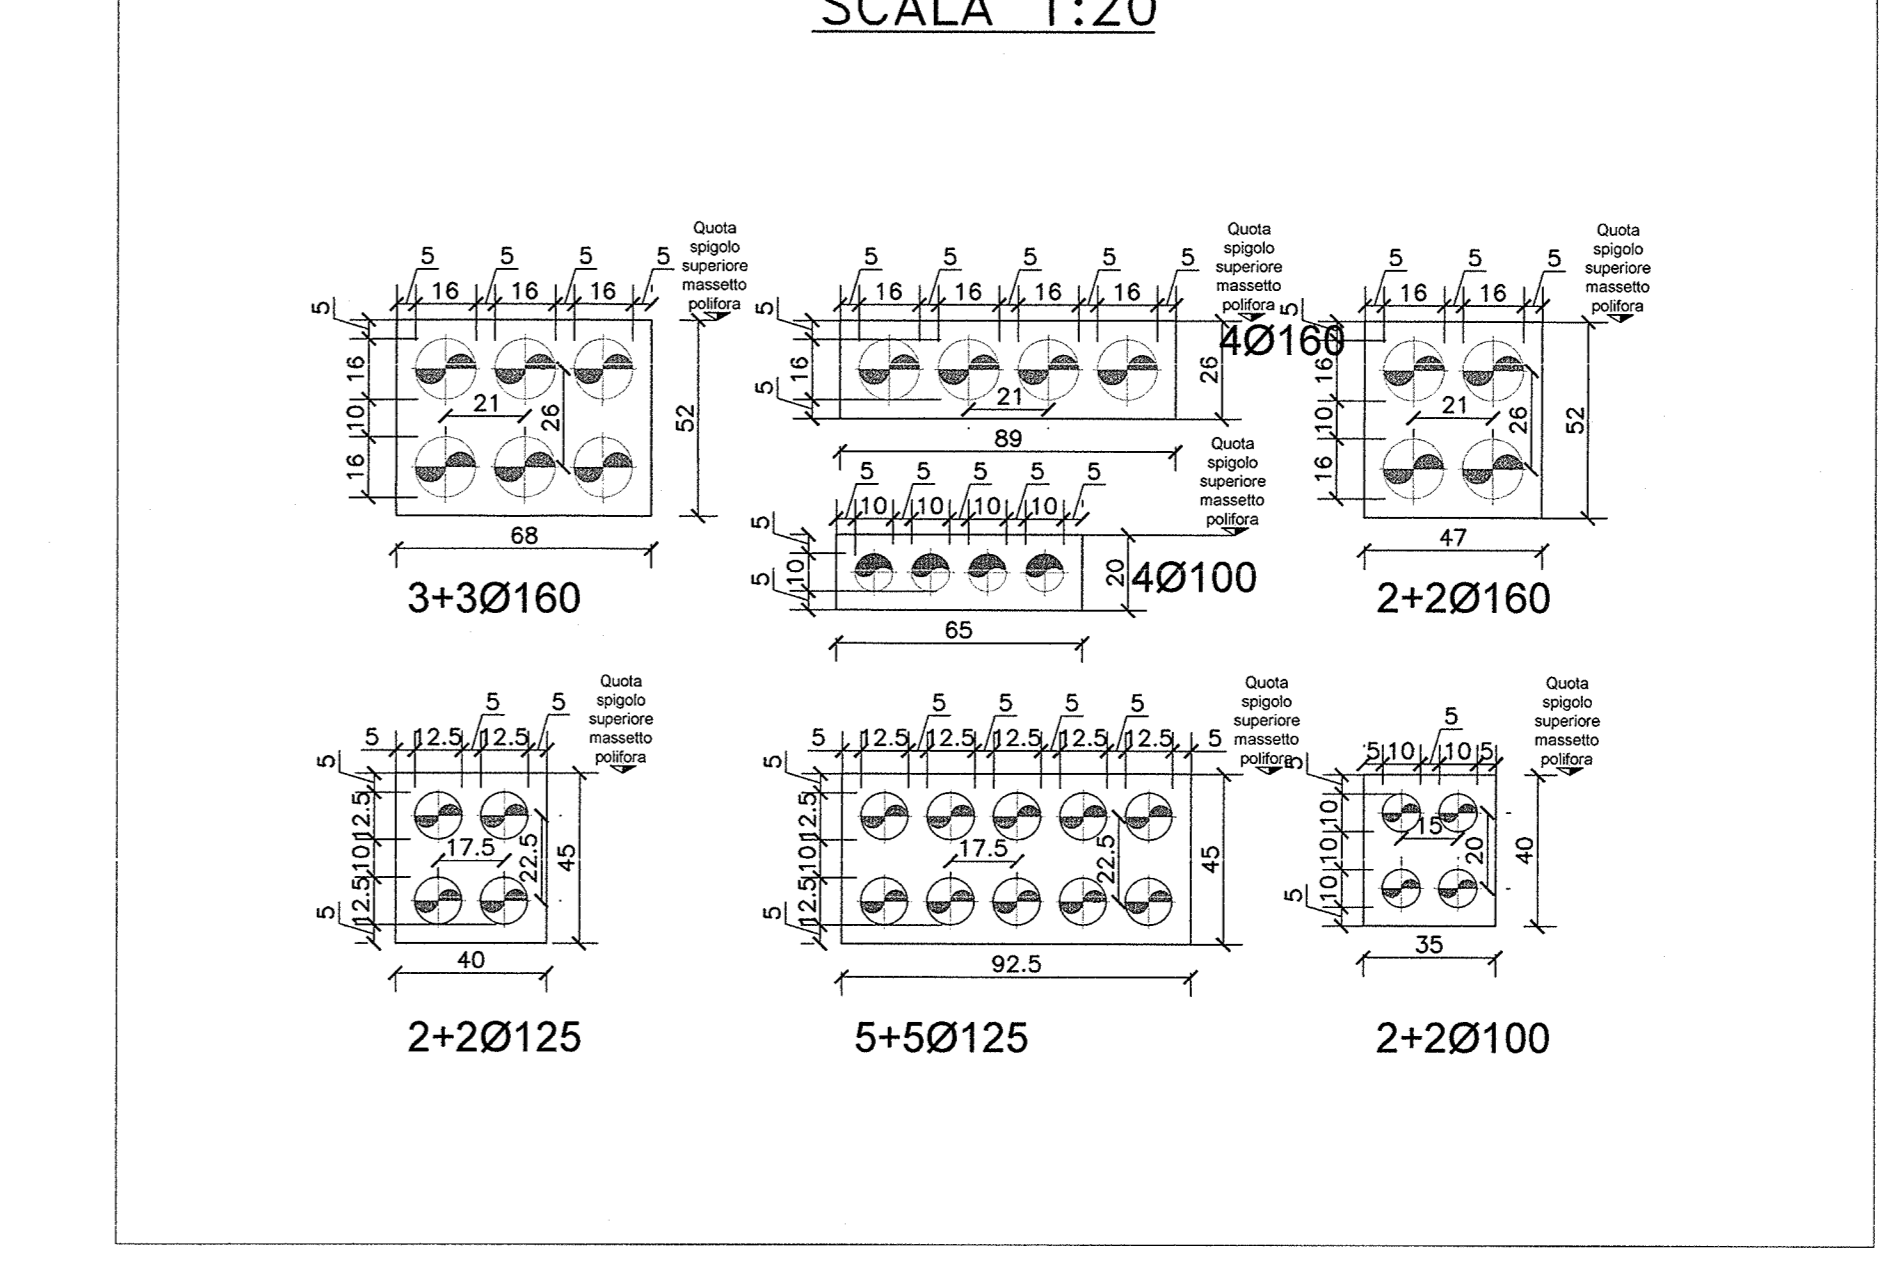 SCALA 1:20
Quota
spigolo
superiore
massetto
polifora
5 5 5 5
16 16 16
5
16
10
16
21
26
52
68
3+3Ø160
Quota
spigolo
superiore
massetto
polifora
5 5 5 5 5
16 16 16 16
5
16
5
21
26
89
4Ø160
Quota
spigolo
superiore
massetto
polifora
5 5 5 5 5
10 10 10 10
5
10
5
20
65
4Ø100
Quota
spigolo
superiore
massetto
polifora
5 5 5
16 16
5
16
10
16
21
26
52
47
2+2Ø160
Quota
spigolo
superiore
massetto
polifora
5 5
5 12.5 12.5
5
12.5
10
12.5
5
17.5
22.5
45
40
2+2Ø125
Quota
spigolo
superiore
massetto
polifora
5 5 5 5
5 12.5 12.5 12.5 12.5 12.5 5
5
12.5
10
12.5
5
17.5
22.5
45
92.5
5+5Ø125
Quota
spigolo
superiore
massetto
polifora
5
5 10 10 5
5
10
10
10
5
15
20
40
35
2+2Ø100